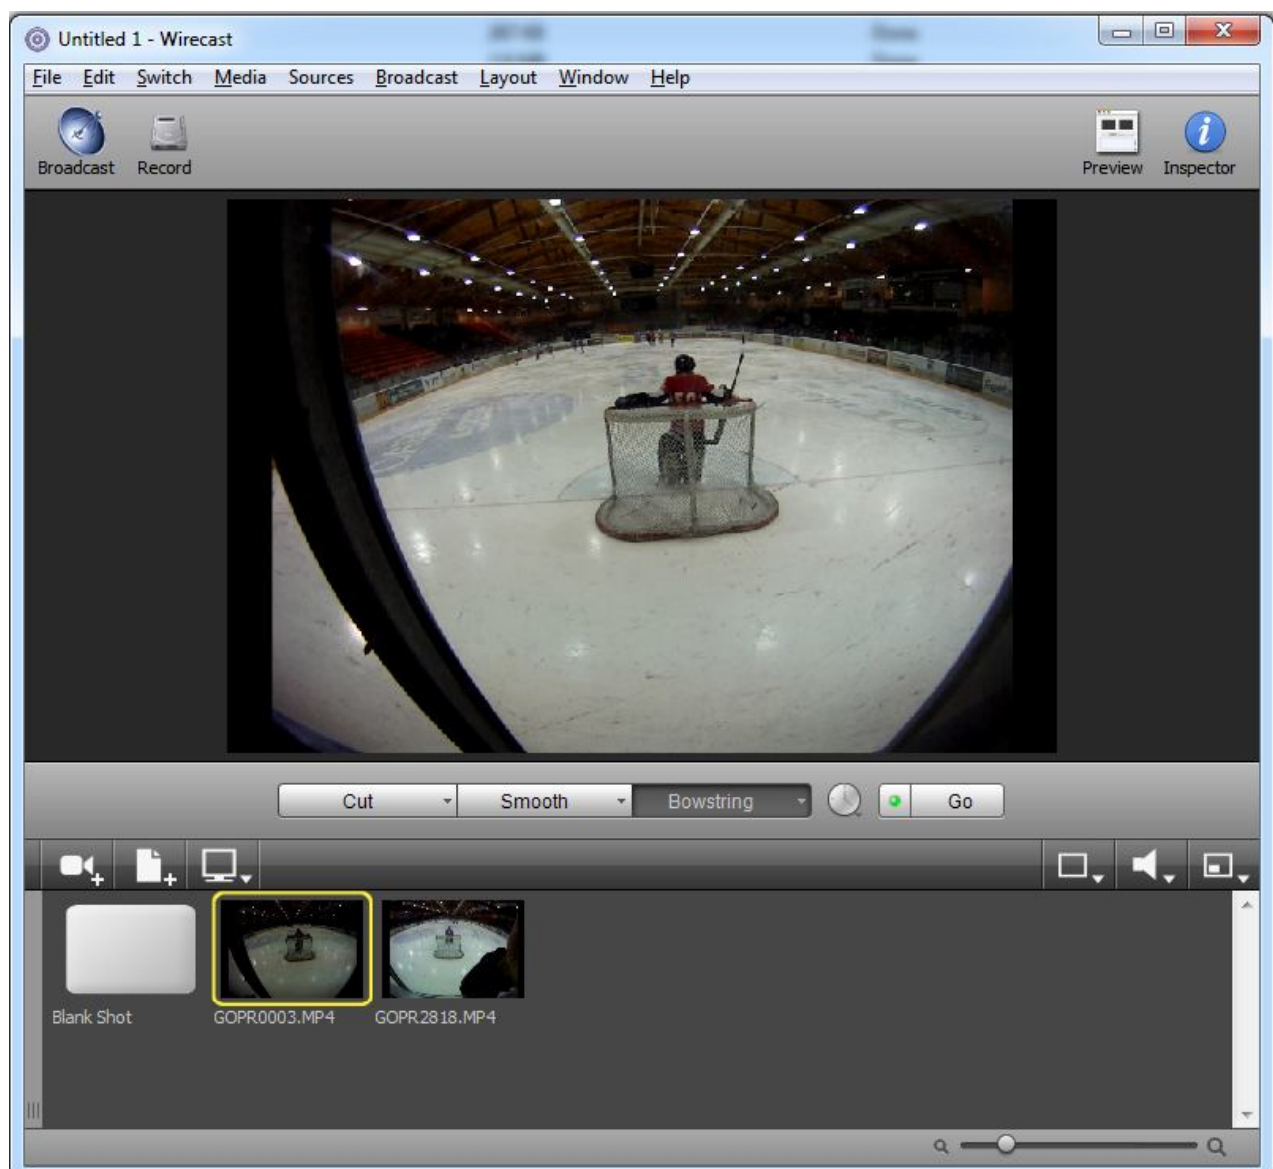 Untitled 1 - Wirecast
File Edit Switch Media Sources Broadcast Layout Window Help
Broadcast Record Preview Inspector
Cut Smooth Bowstring Go
Blank Shot GOPR0003.MP4 GOPR2818.MP4